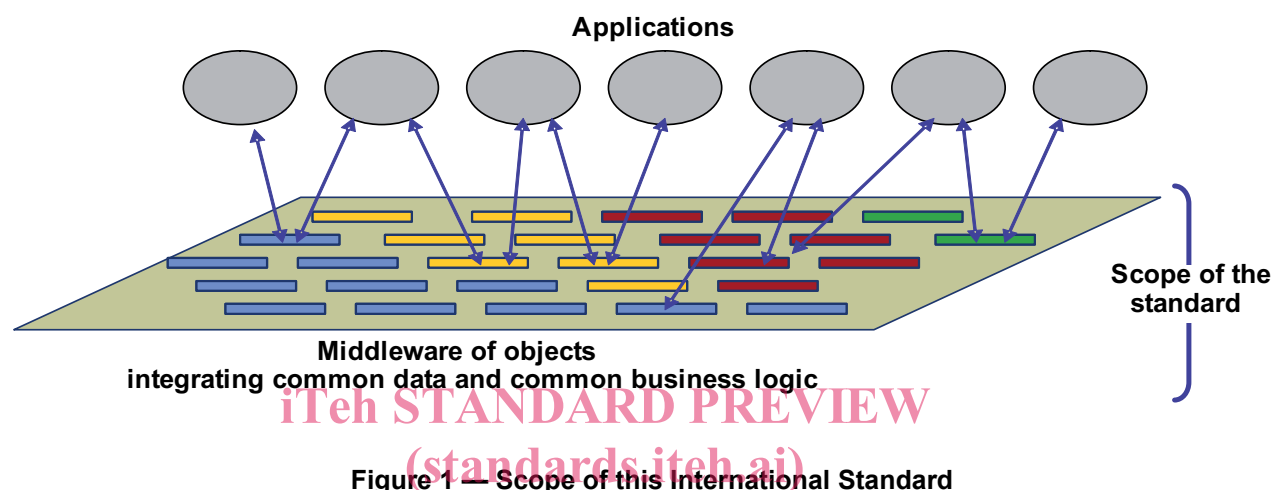 Applications
Scope of the
standard
Middleware of objects
integrating common data and common business logic
iTeh STANDARD PREVIEW
(standards.iteh.ai)
Figure 1 — Scope of this International Standard